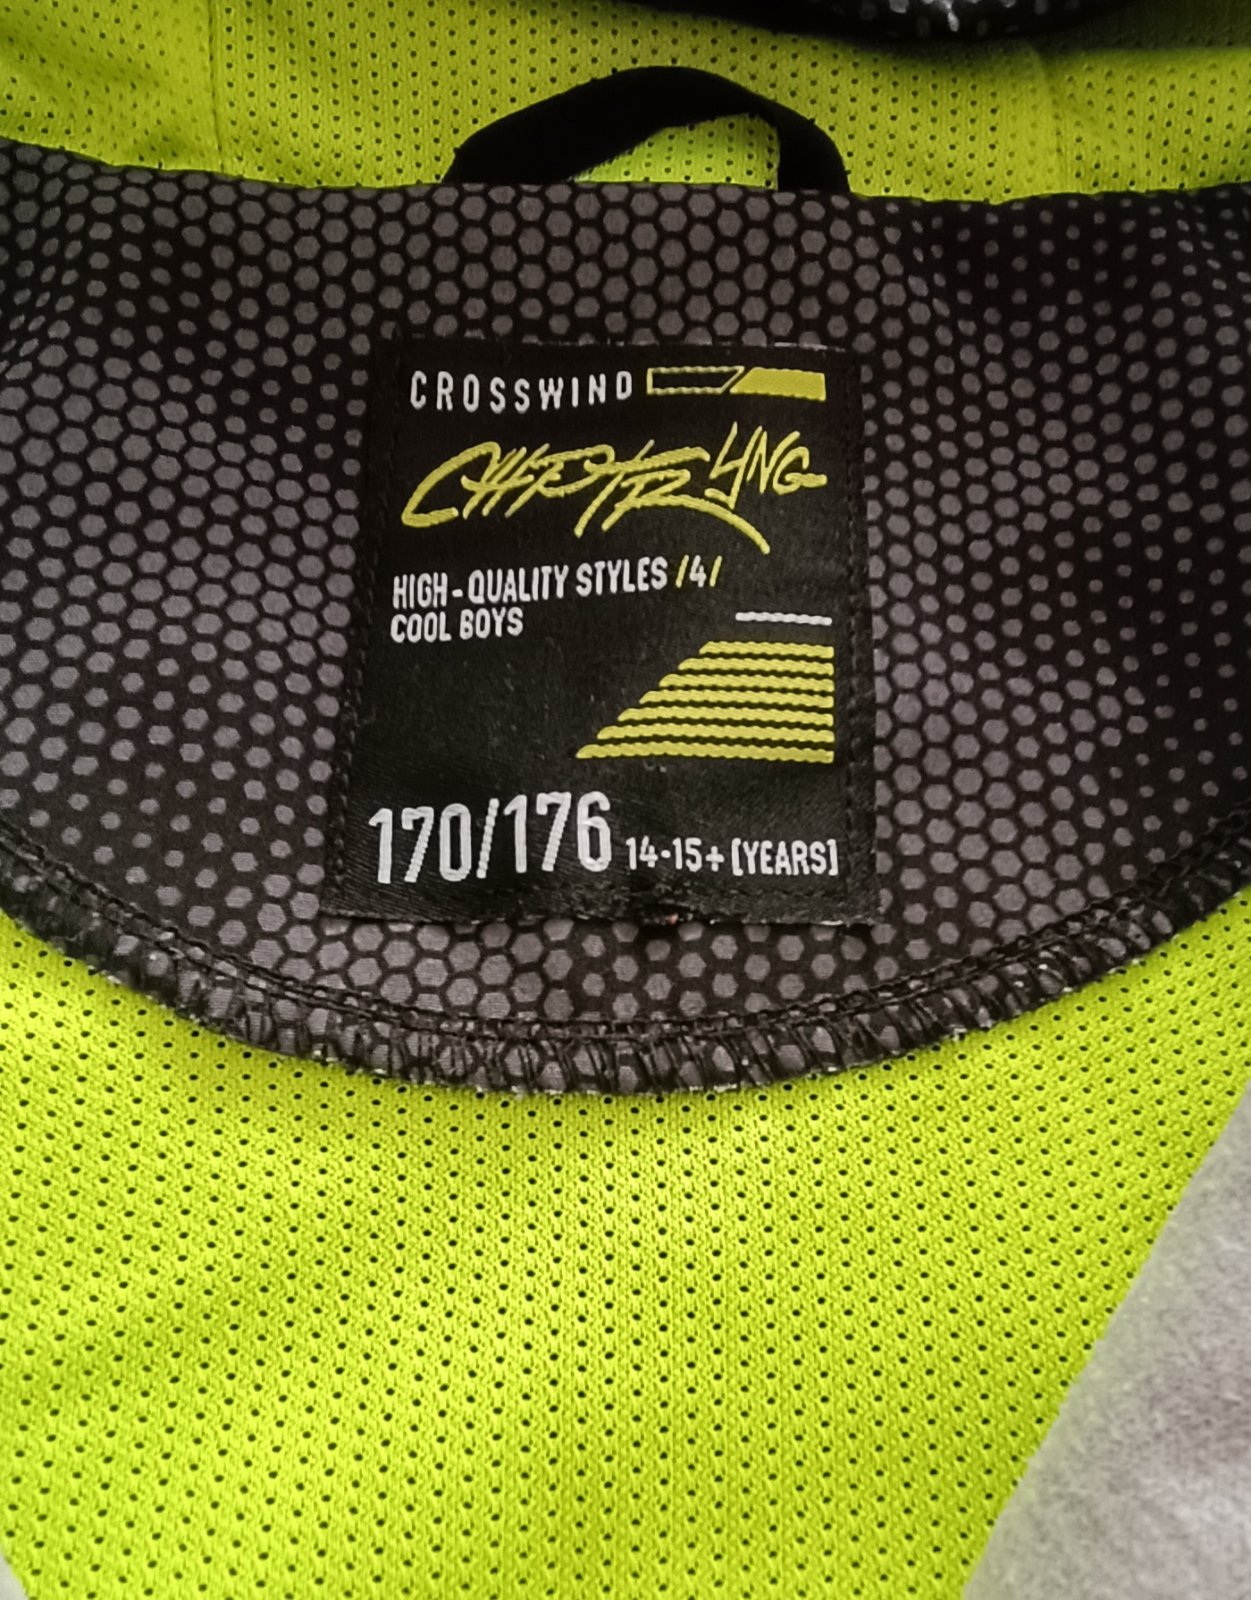 CROSSWIND
CHPTR YNG
HIGH-QUALITY STYLES /4/
COOL BOYS
170/176 14-15+ [YEARS]